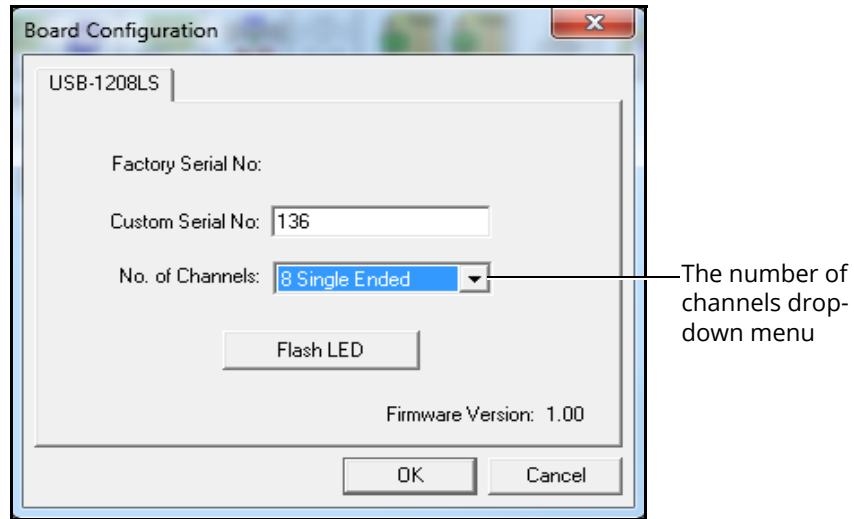 Board Configuration
USB-1208LS
Factory Serial No:
Custom Serial No: 136
No. of Channels: 8 Single Ended
The number of
channels drop-
down menu
Flash LED
Firmware Version: 1.00
OK Cancel